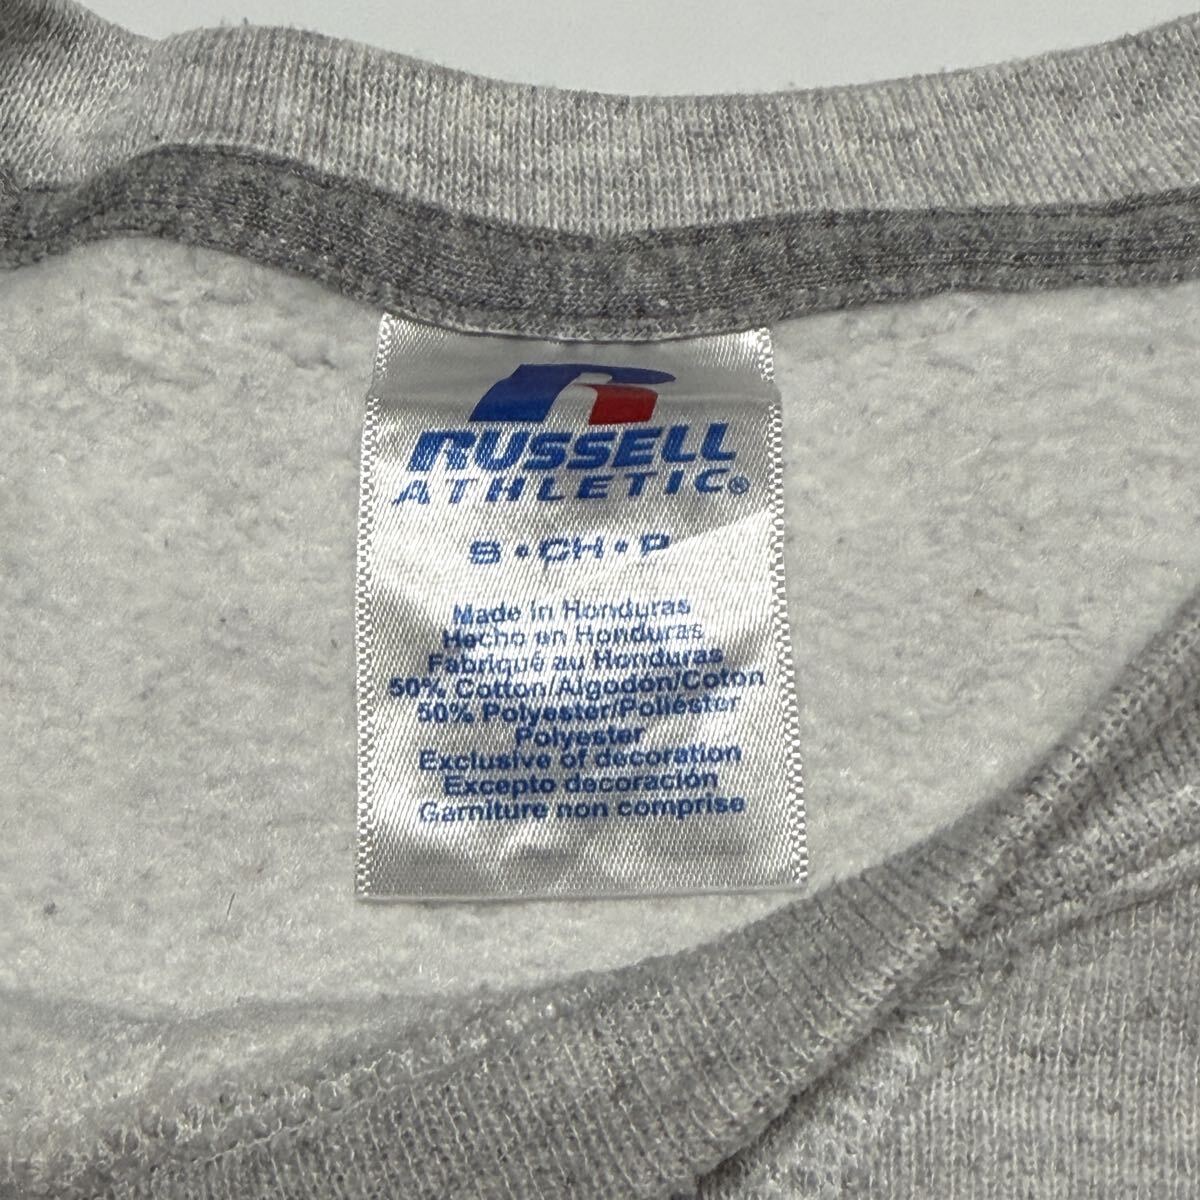 RUSSELL
ATHLETIC®
S • CH • P
Made in Honduras
Hecho en Honduras
Fabriqué au Honduras
50% Cotton/Algodón/Coton
50% Polyester/Poliéster
Polyester
Exclusive of decoration
Excepto decoración
Garniture non comprise